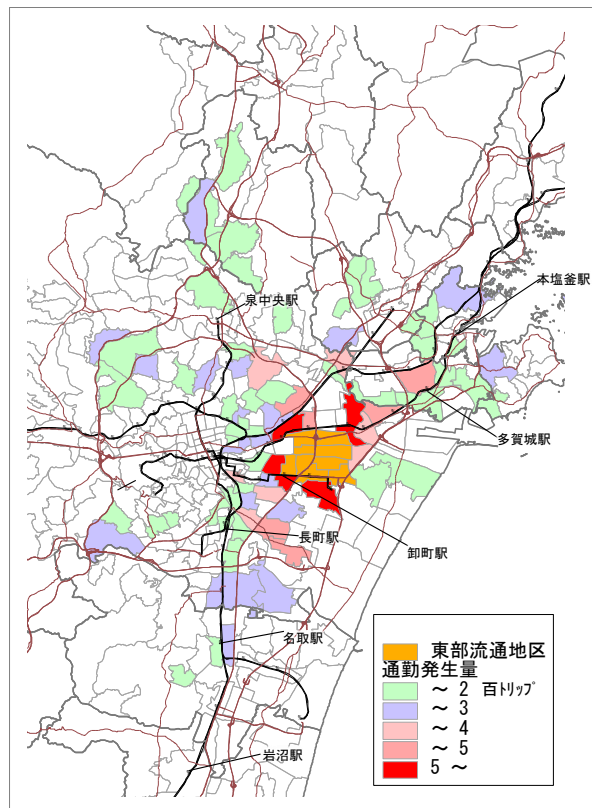 本塩釜駅
泉中央駅
多賀城駅
長町駅
卸町駅
名取駅
岩沼駅
東部流通地区
通勤発生量
～ 2 百トリップ
～ 3
～ 4
～ 5
5 ～